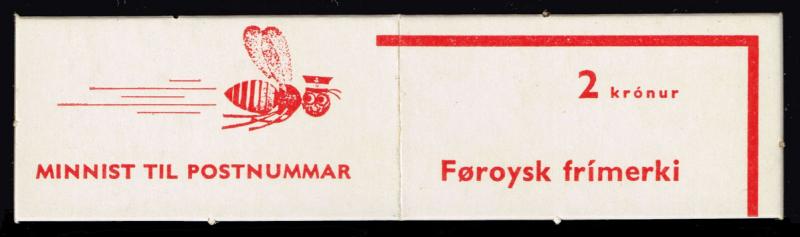 MINNIST TIL POSTNUMMAR
2 krónur
Føroysk frímerki